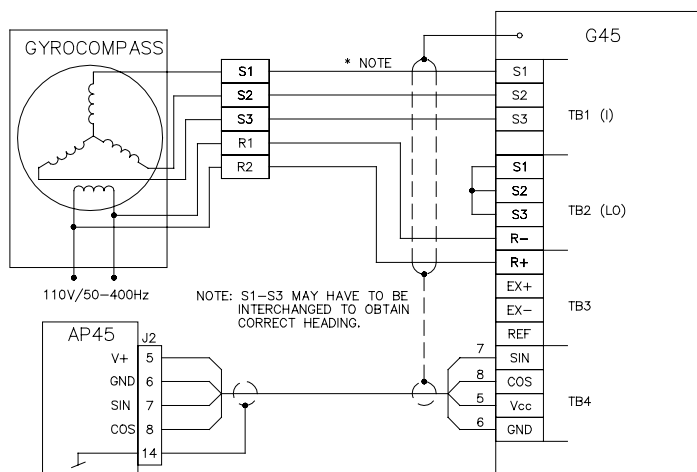 GYROCOMPASS
110V/50-400Hz
S1
S2
S3
R1
R2
* NOTE
G45
S1
S2
S3
TB1 (I)
S1
S2
S3
R-
TB2 (LO)
R+
EX+
EX-
REF
TB3
7 SIN
8 COS
5 Vcc
6 GND
TB4
NOTE: S1-S3 MAY HAVE TO BE
INTERCHANGED TO OBTAIN
CORRECT HEADING.
AP45
J2
V+ 5
GND 6
SIN 7
COS 8
14